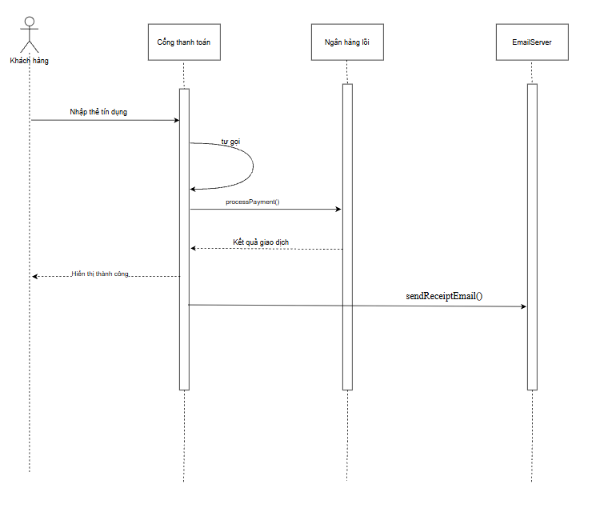 Khách hàng
Cổng thanh toán
Ngân hàng lõi
EmailServer
Nhập thẻ tín dụng
tự gọi
processPayment()
Kết quả giao dịch
Hiển thị thành công
sendReceiptEmail()